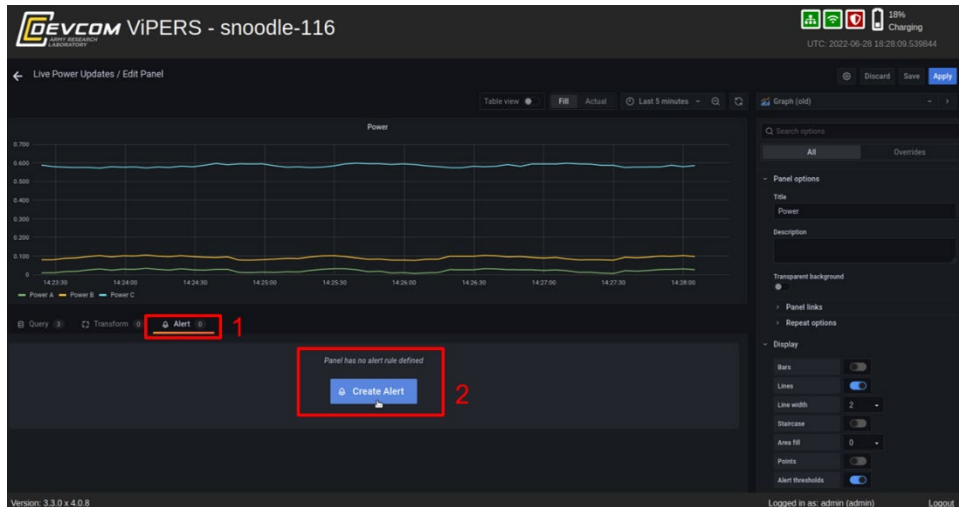 DEVCOM ViPERS - snoodle-116
ARMY RESEARCH
LABORATORY
18%
Charging
UTC: 2022-06-28 18:28:09.539844
Live Power Updates / Edit Panel
Discard Save Apply
Table view Fill Actual Last 5 minutes
Graph (old)
Power
0.700
0.600
0.500
0.400
0.300
0.200
0.100
0
14:23:30 14:24:00 14:24:30 14:25:00 14:25:30 14:26:00 14:26:30 14:27:00 14:27:30 14:28:00
Power A Power B Power C
Query 3 Transform 0 Alert 0 1
Panel has no alert rule defined
Create Alert 2
Search options
All Overrides
Panel options
Title
Power
Description
Transparent background
Panel links
Repeat options
Display
Bars
Lines
Line width 2
Staircase
Area fill 0
Points
Alert thresholds
Version: 3.3.0 x 4.0.8
Logged in as: admin (admin) Logout